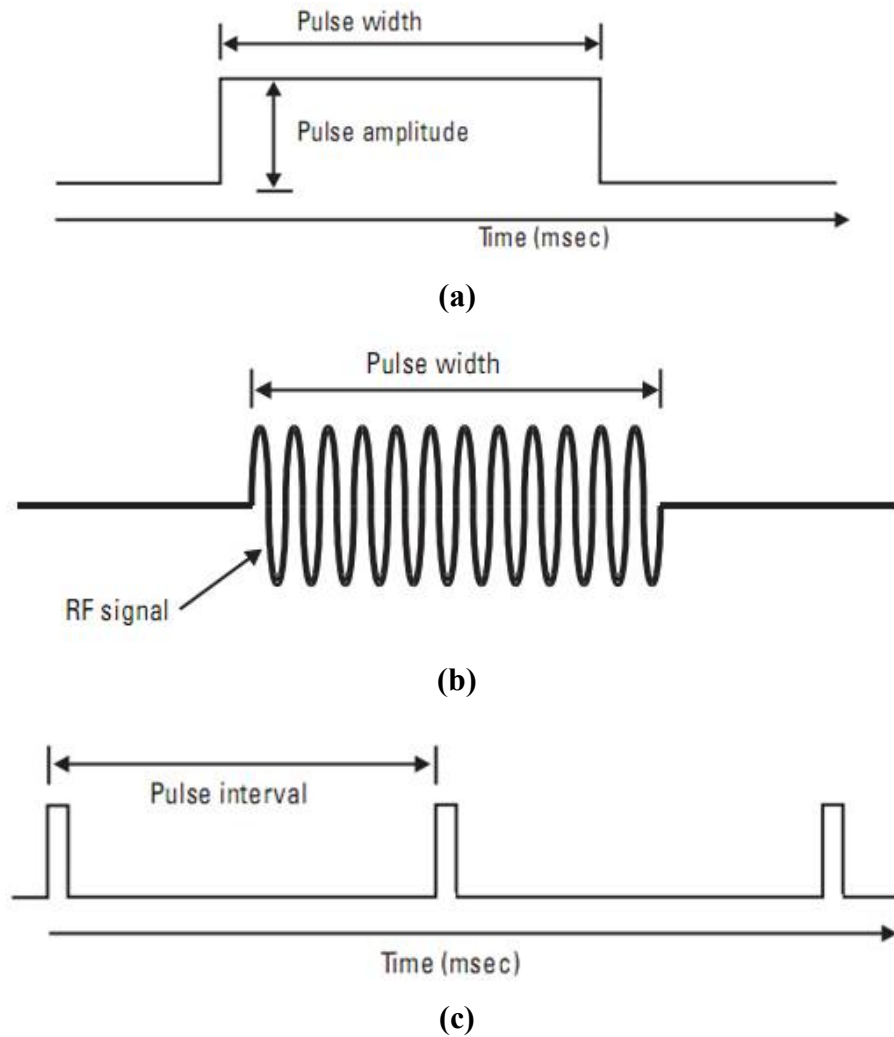 Pulse width
Pulse amplitude
Time (msec)
(a)
Pulse width
RF signal
(b)
Pulse interval
Time (msec)
(c)